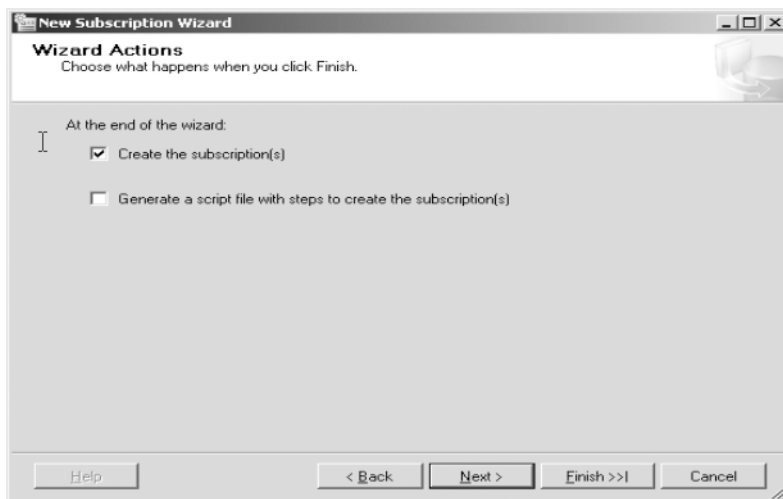 New Subscription Wizard
Wizard Actions
Choose what happens when you click Finish.
At the end of the wizard:
Create the subscription(s)
Generate a script file with steps to create the subscription(s)
Help
< Back
Next >
Finish >>|
Cancel